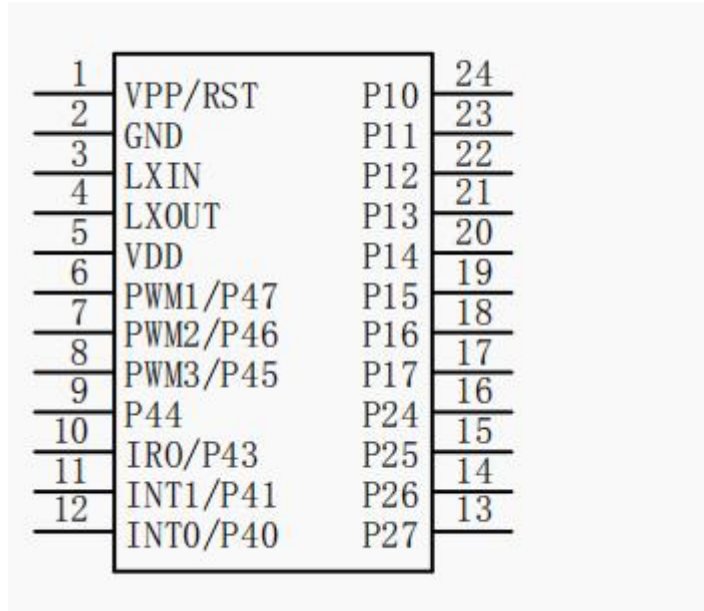 1 VPP/RST P10 24
2 GND P11 23
3 LXIN P12 22
4 LXOUT P13 21
5 VDD P14 20
6 PWM1/P47 P15 19
7 PWM2/P46 P16 18
8 PWM3/P45 P17 17
9 P44 P24 16
10 IRO/P43 P25 15
11 INT1/P41 P26 14
12 INT0/P40 P27 13